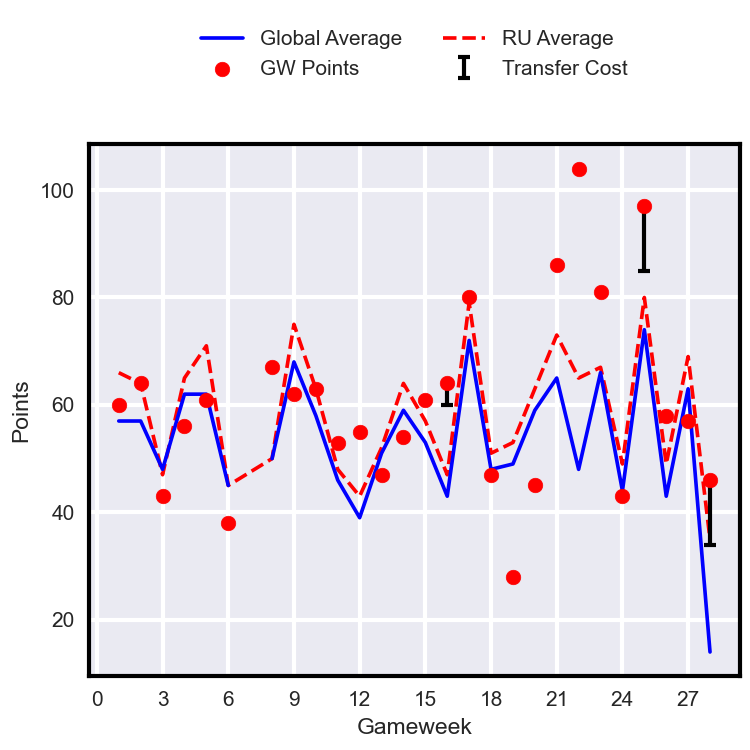 Global Average RU Average
GW Points Transfer Cost
100
80
60
40
20
Points
0 3 6 9 12 15 18 21 24 27
Gameweek